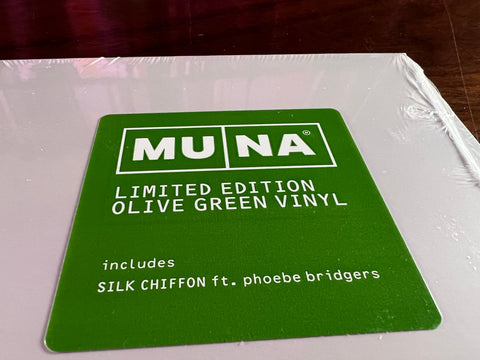 MUNA®
LIMITED EDITION
OLIVE GREEN VINYL
includes
SILK CHIFFON ft. phoebe bridgers